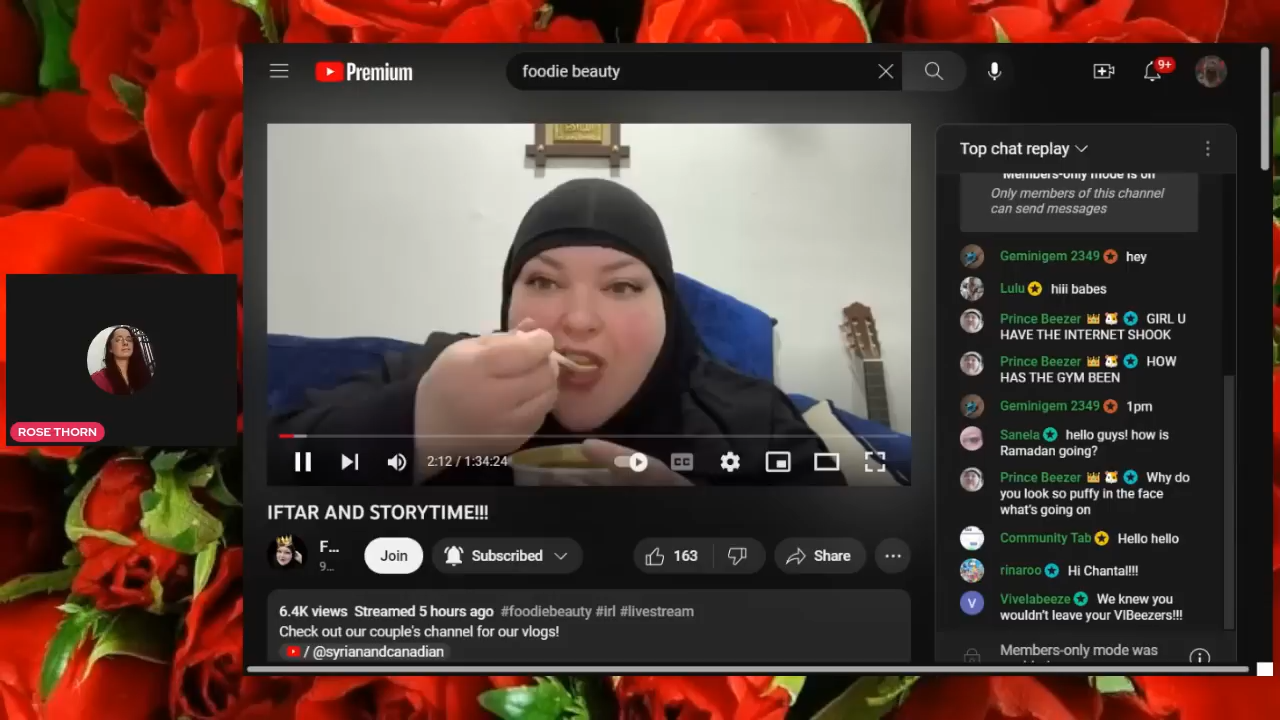 Premium
foodie beauty
9+
Top chat replay
Members-only mode is on
Only members of this channel
can send messages
Geminigem 2349 hey
Lulu hiii babes
Prince Beezer GIRL U
HAVE THE INTERNET SHOOK
Prince Beezer HOW
HAS THE GYM BEEN
Geminigem 2349 1pm
Sanela hello guys! how is
Ramadan going?
Prince Beezer Why do
you look so puffy in the face
what's going on
Community Tab Hello hello
rinaroo Hi Chantal!!!
V Vivelabeeze We knew you
wouldn't leave your VIBeezers!!!
Members-only mode was
ROSE THORN
2:12 / 1:34:24
CC
IFTAR AND STORYTIME!!!
F...
9...
Join
Subscribed
163
Share
6.4K views Streamed 5 hours ago #foodiebeauty #irl #livestream
Check out our couple's channel for our vlogs!
/ @syrianandcanadian